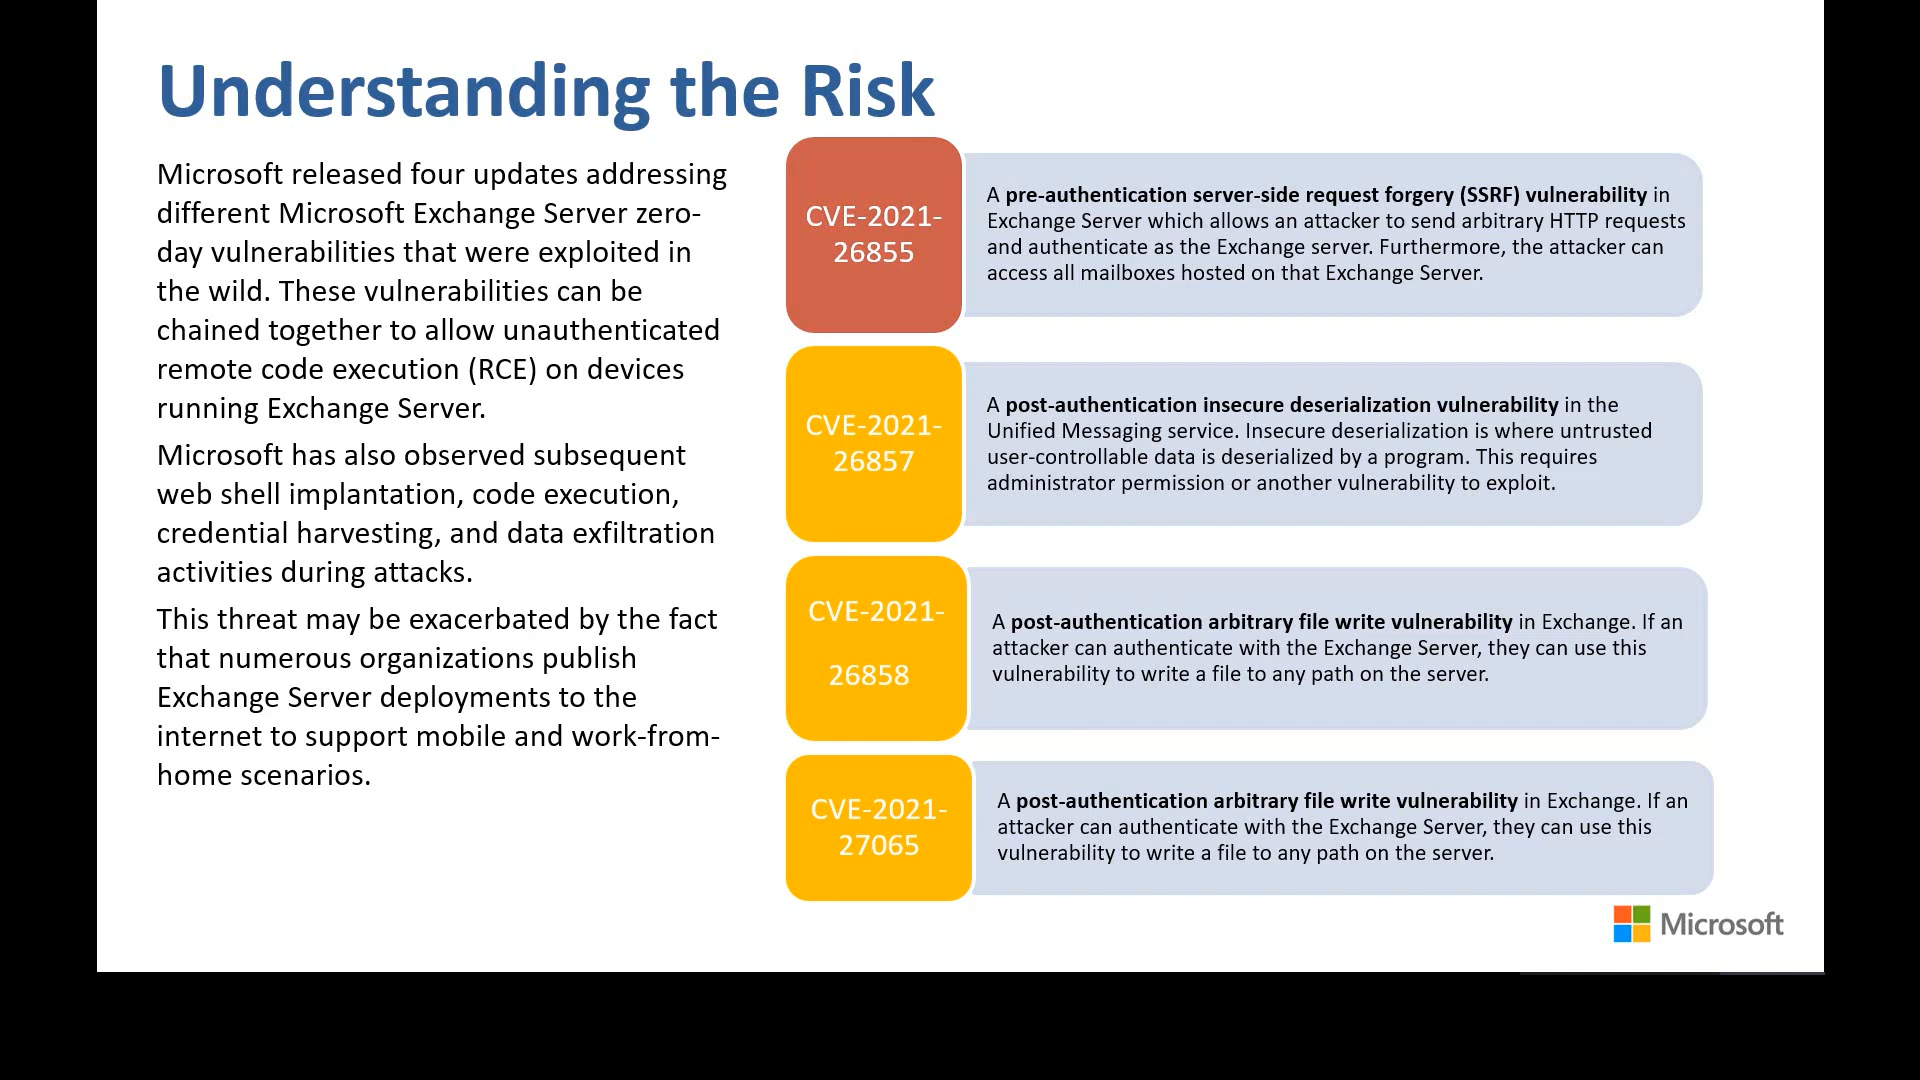 Understanding the Risk
Microsoft released four updates addressing
different Microsoft Exchange Server zero-
day vulnerabilities that were exploited in
the wild. These vulnerabilities can be
chained together to allow unauthenticated
remote code execution (RCE) on devices
running Exchange Server.
Microsoft has also observed subsequent
web shell implantation, code execution,
credential harvesting, and data exfiltration
activities during attacks.
This threat may be exacerbated by the fact
that numerous organizations publish
Exchange Server deployments to the
internet to support mobile and work-from-
home scenarios.
CVE-2021-
26855
A pre-authentication server-side request forgery (SSRF) vulnerability in
Exchange Server which allows an attacker to send arbitrary HTTP requests
and authenticate as the Exchange server. Furthermore, the attacker can
access all mailboxes hosted on that Exchange Server.
CVE-2021-
26857
A post-authentication insecure deserialization vulnerability in the
Unified Messaging service. Insecure deserialization is where untrusted
user-controllable data is deserialized by a program. This requires
administrator permission or another vulnerability to exploit.
CVE-2021-
26858
A post-authentication arbitrary file write vulnerability in Exchange. If an
attacker can authenticate with the Exchange Server, they can use this
vulnerability to write a file to any path on the server.
CVE-2021-
27065
A post-authentication arbitrary file write vulnerability in Exchange. If an
attacker can authenticate with the Exchange Server, they can use this
vulnerability to write a file to any path on the server.
Microsoft